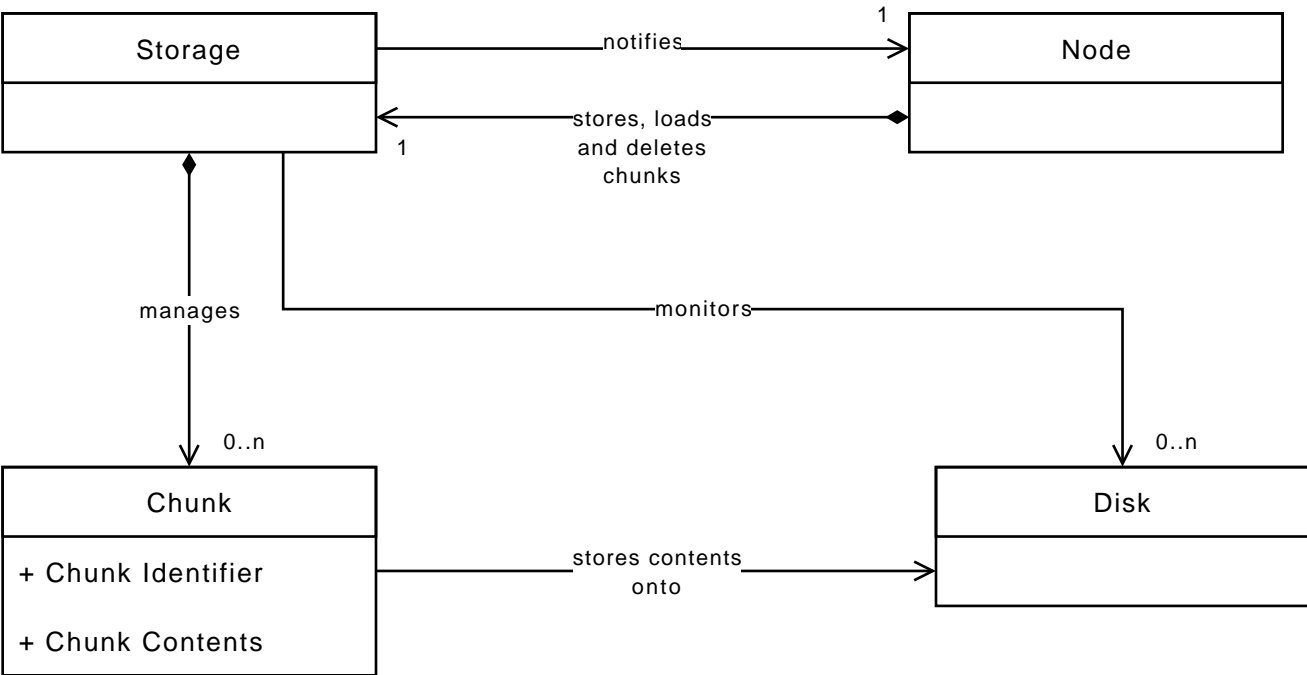 1
Storage
notifies
Node
stores, loads
and deletes
chunks
1
manages
monitors
0..n
0..n
Chunk
Disk
+ Chunk Identifier
stores contents
onto
+ Chunk Contents